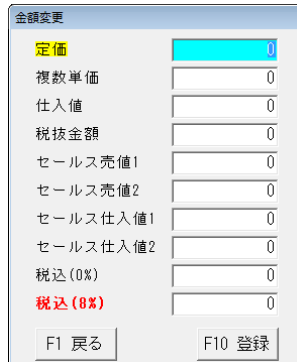 金額変更
定価 0
複数単価 0
仕入値 0
税抜金額 0
セールス売値1 0
セールス売値2 0
セールス仕入値1 0
セールス仕入値2 0
税込(0%) 0
税込(8%) 0
F1 戻る F10 登録